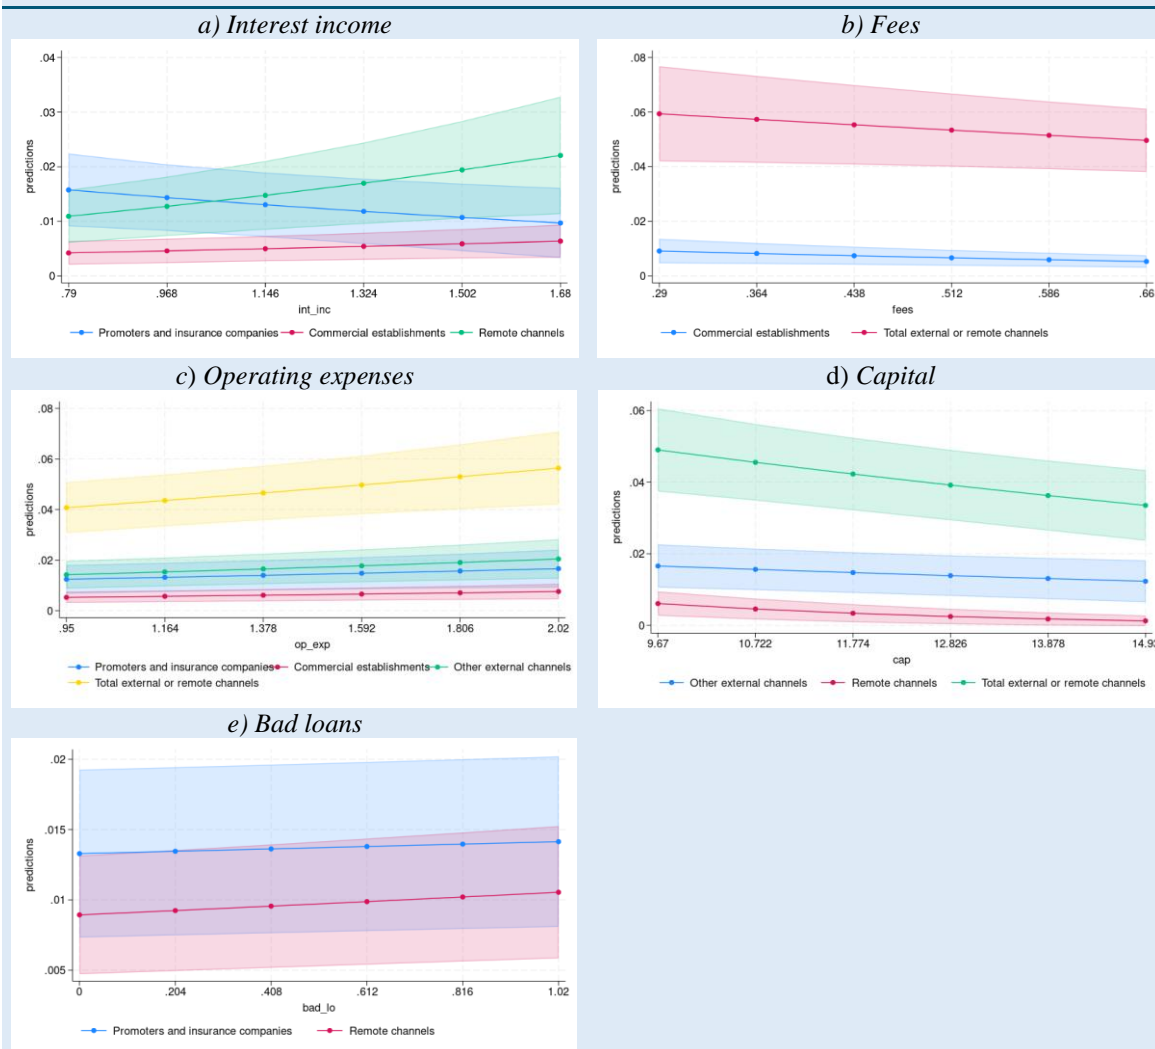 a) Interest income
.04
.03
.02
.01
0
predictions
.79 .968 1.146 1.324 1.502 1.68
int_inc
Promoters and insurance companies Commercial establishments Remote channels
b) Fees
.08
.06
.04
.02
0
predictions
.29 .364 .438 .512 .586 .66
fees
Commercial establishments Total external or remote channels
c) Operating expenses
.08
.06
.04
.02
0
predictions
.95 1.164 1.378 1.592 1.806 2.02
op_exp
Promoters and insurance companies Commercial establishments Other external channels
Total external or remote channels
d) Capital
.06
.04
.02
0
predictions
9.67 10.722 11.774 12.826 13.878 14.93
cap
Other external channels Remote channels Total external or remote channels
e) Bad loans
.02
.015
.01
.005
predictions
0 .204 .408 .612 .816 1.02
bad_lo
Promoters and insurance companies Remote channels